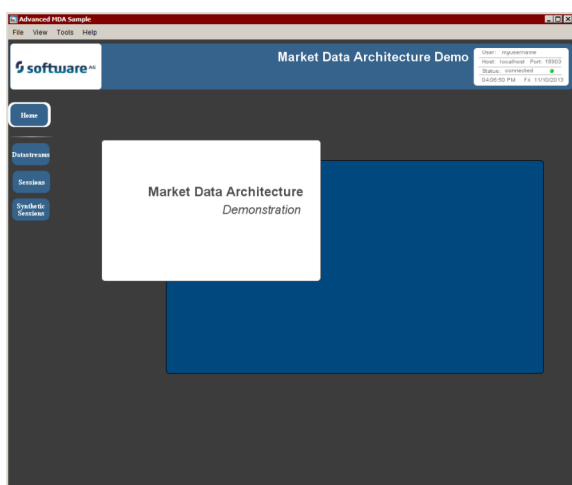 Advanced MDA Sample
File View Tools Help
software AG
Market Data Architecture Demo
User: myusername
Host: localhost Port: 15903
Status: connected
04:06:50 PM Fri 11/10/2013
Home
Datastreams
Sessions
Synthetic
Sessions
Market Data Architecture
Demonstration